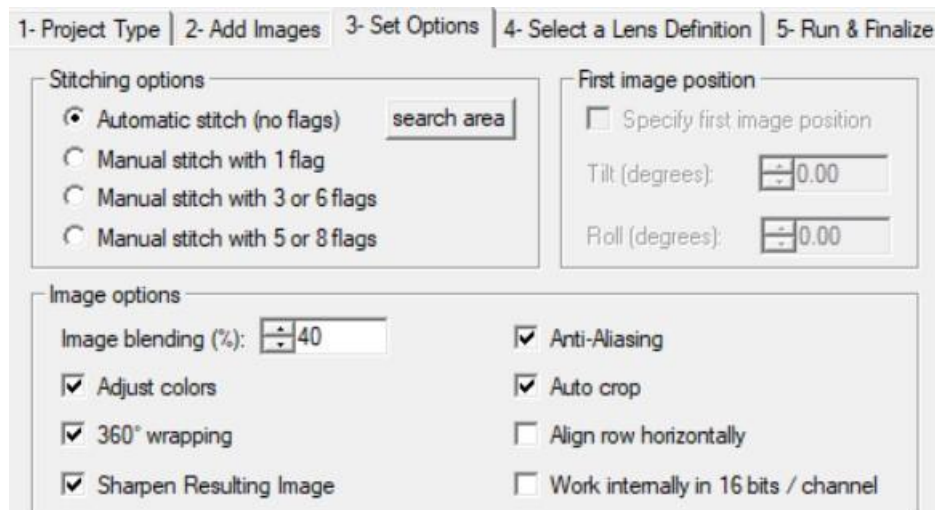 1- Project Type 2- Add Images 3- Set Options 4- Select a Lens Definition 5- Run & Finalize
Stitching options
Automatic stitch (no flags) search area
Manual stitch with 1 flag
Manual stitch with 3 or 6 flags
Manual stitch with 5 or 8 flags
First image position
Specify first image position
Tilt (degrees): 0.00
Roll (degrees): 0.00
Image options
Image blending (%): 40
Adjust colors
360° wrapping
Sharpen Resulting Image
Anti-Aliasing
Auto crop
Align row horizontally
Work internally in 16 bits / channel